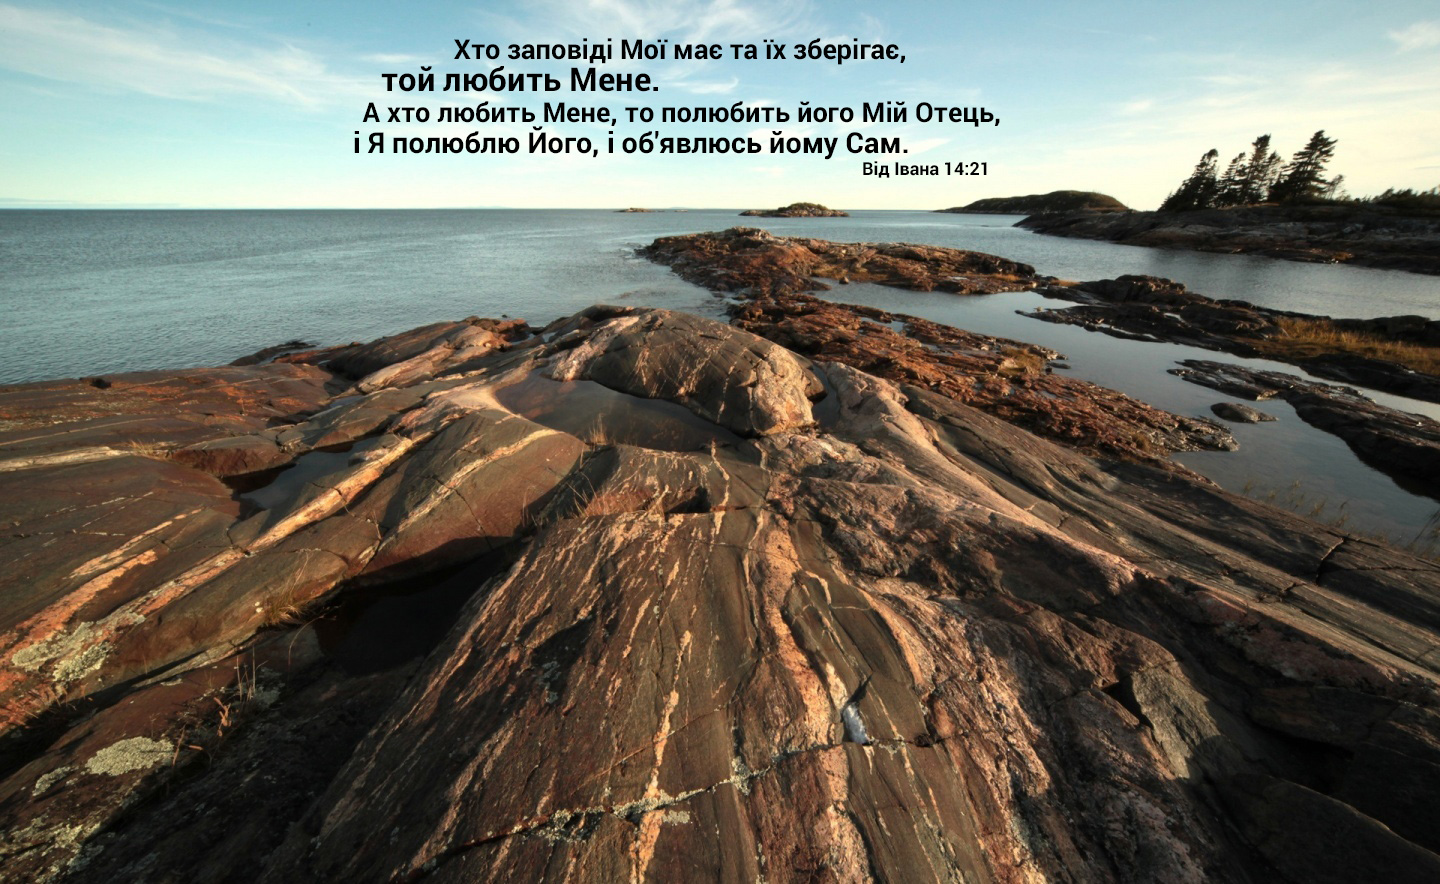 Хто заповіді Мої має та їх зберігає,
той любить Мене.
А хто любить Мене, то полюбить його Мій Отець,
і Я полюблю Його, і об'явлюсь йому Сам.
Від Івана 14:21